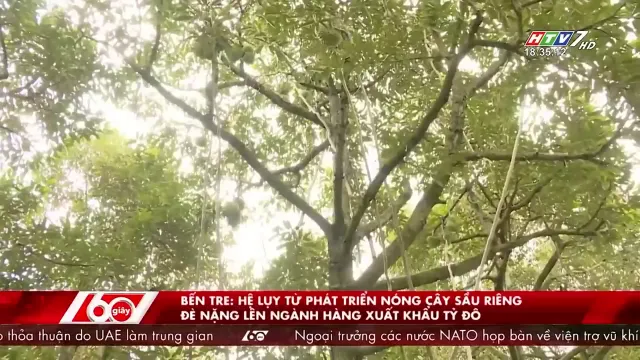 HTV7 HD
18:35:12
BẾN TRE: HỆ LỤY TỪ PHÁT TRIỂN NÓNG CÂY SẦU RIÊNG
60 giây
ĐÈ NẶNG LÊN NGÀNH HÀNG XUẤT KHẨU TỶ ĐÔ
thỏa thuận do UAE làm trung gian 60 giây Ngoại trưởng các nước NATO họp bàn về viện trợ vũ khí